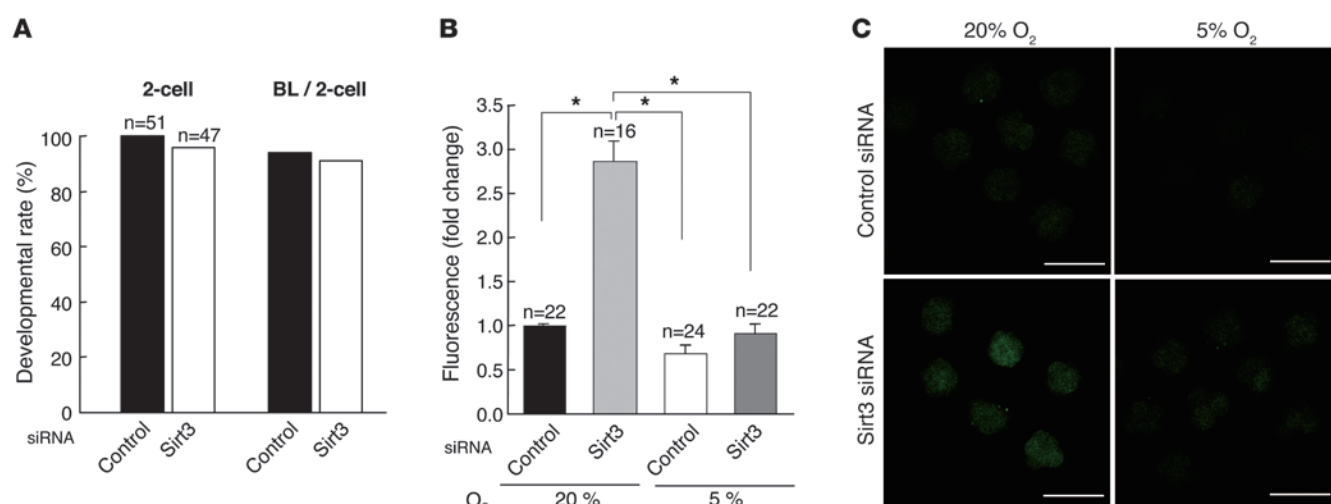 A
2-cell
BL / 2-cell
n=51
n=47
Developmental rate (%)
100
80
60
40
20
0
siRNA
Control
Sirt3
Control
Sirt3
B
*
*
*
Fluorescence (fold change)
3.5
3.0
2.5
2.0
1.5
1.0
0.5
0.0
n=22
n=16
n=24
n=22
siRNA
Control
Sirt3
Control
Sirt3
O₂
20 %
5 %
C
20% O₂
5% O₂
Control siRNA
Sirt3 siRNA